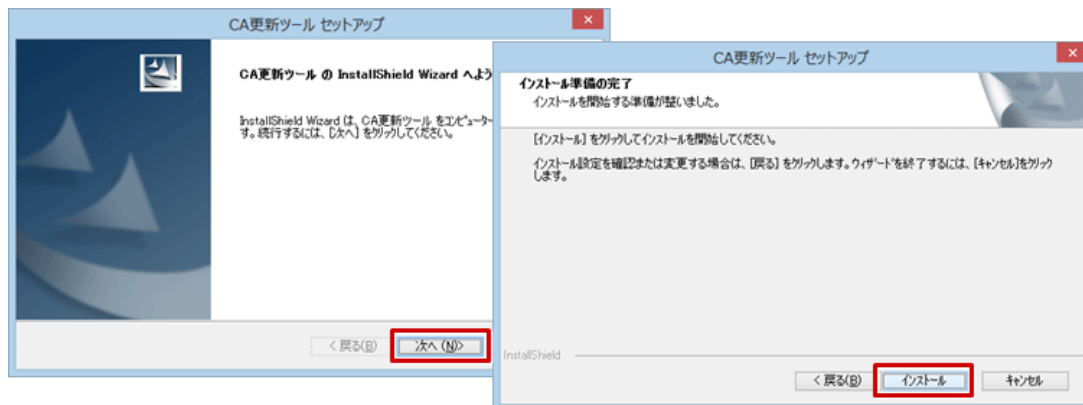 CA更新ツール セットアップ
CA更新ツール の InstallShield Wizard へよう
InstallShield Wizard は、CA更新ツール をコンピューター
す。続行するには、[次へ] をクリックしてください。
< 戻る(B)
次へ (N)>
CA更新ツール セットアップ
インストール準備の完了
インストールを開始する準備が整いました。
[インストール] をクリックしてインストールを開始してください。
インストール設定を確認または変更する場合は、[戻る] をクリックします。ウィザードを終了するには、[キャンセル]をクリック
します。
InstallShield
< 戻る(B)
インストール
キャンセル